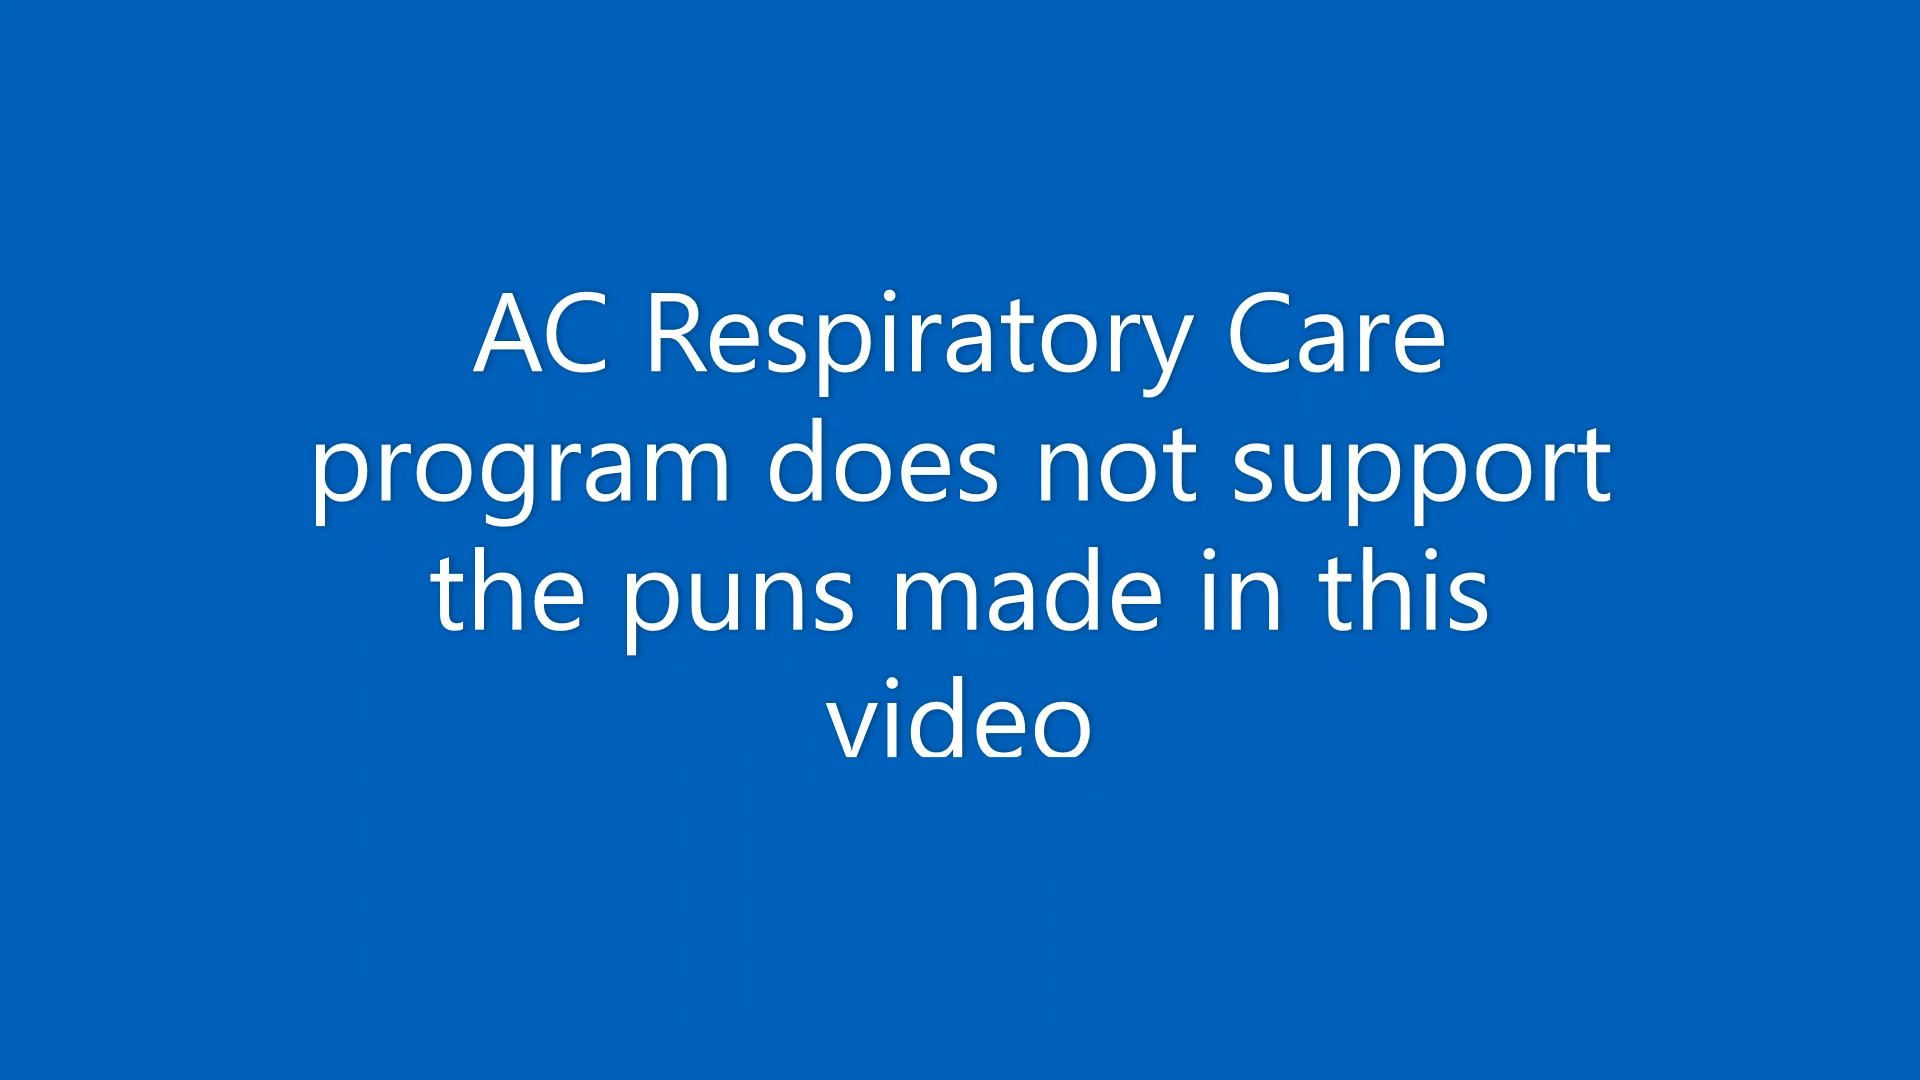 AC Respiratory Care
program does not support
the puns made in this
video